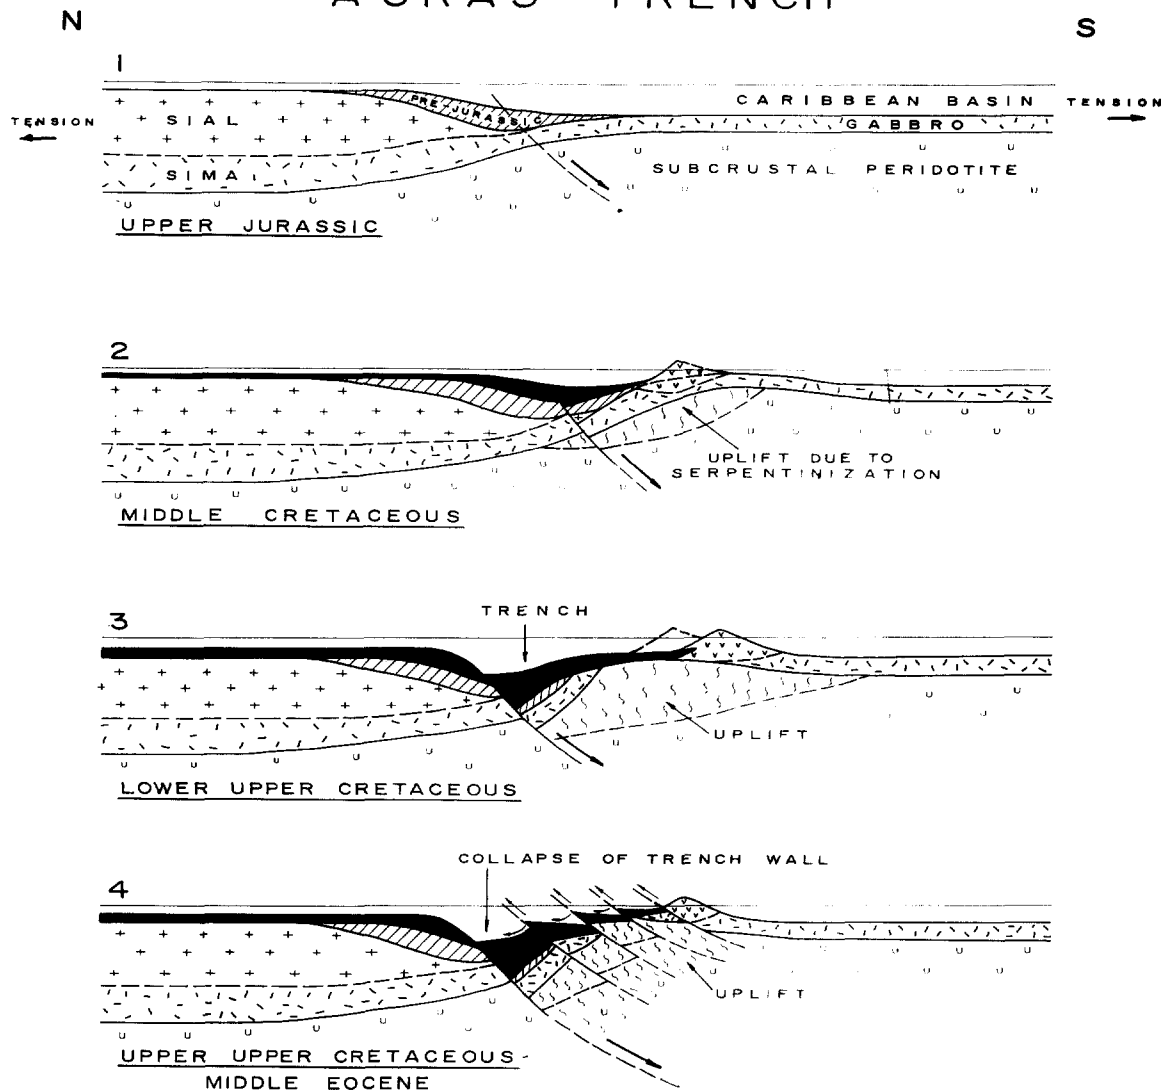 TRENCH
N
S
1
TENSION
SIAL
PRE-JURASSIC
CARIBBEAN BASIN
TENSION
GABBRO
SIMA
SUBCRUSTAL PERIDOTITE
UPPER JURASSIC
2
UPLIFT DUE TO
SERPENTINIZATION
MIDDLE CRETACEOUS
TRENCH
3
UPLIFT
LOWER UPPER CRETACEOUS
COLLAPSE OF TRENCH WALL
4
UPLIFT
UPPER UPPER CRETACEOUS-
MIDDLE EOCENE